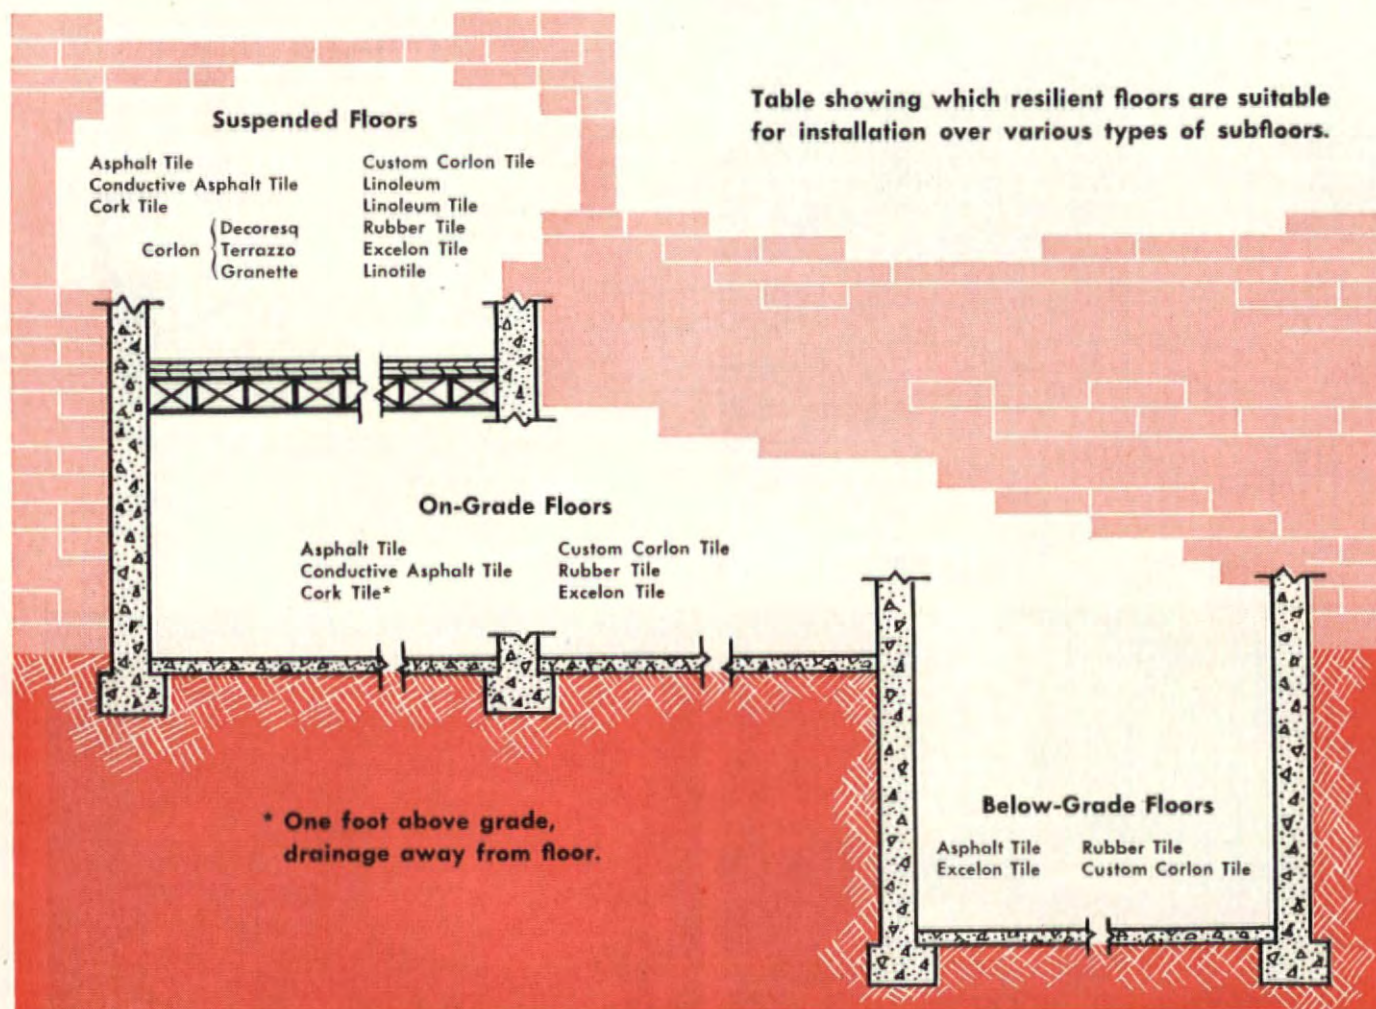 Table showing which resilient floors are suitable
for installation over various types of subfloors.
Suspended Floors
Asphalt Tile
Conductive Asphalt Tile
Cork Tile
Corlon
Decoresq
Terrazzo
Granette
Custom Corlon Tile
Linoleum
Linoleum Tile
Rubber Tile
Excelon Tile
Linotile
On-Grade Floors
Asphalt Tile
Conductive Asphalt Tile
Cork Tile*
Custom Corlon Tile
Rubber Tile
Excelon Tile
* One foot above grade,
drainage away from floor.
Below-Grade Floors
Asphalt Tile
Excelon Tile
Rubber Tile
Custom Corlon Tile